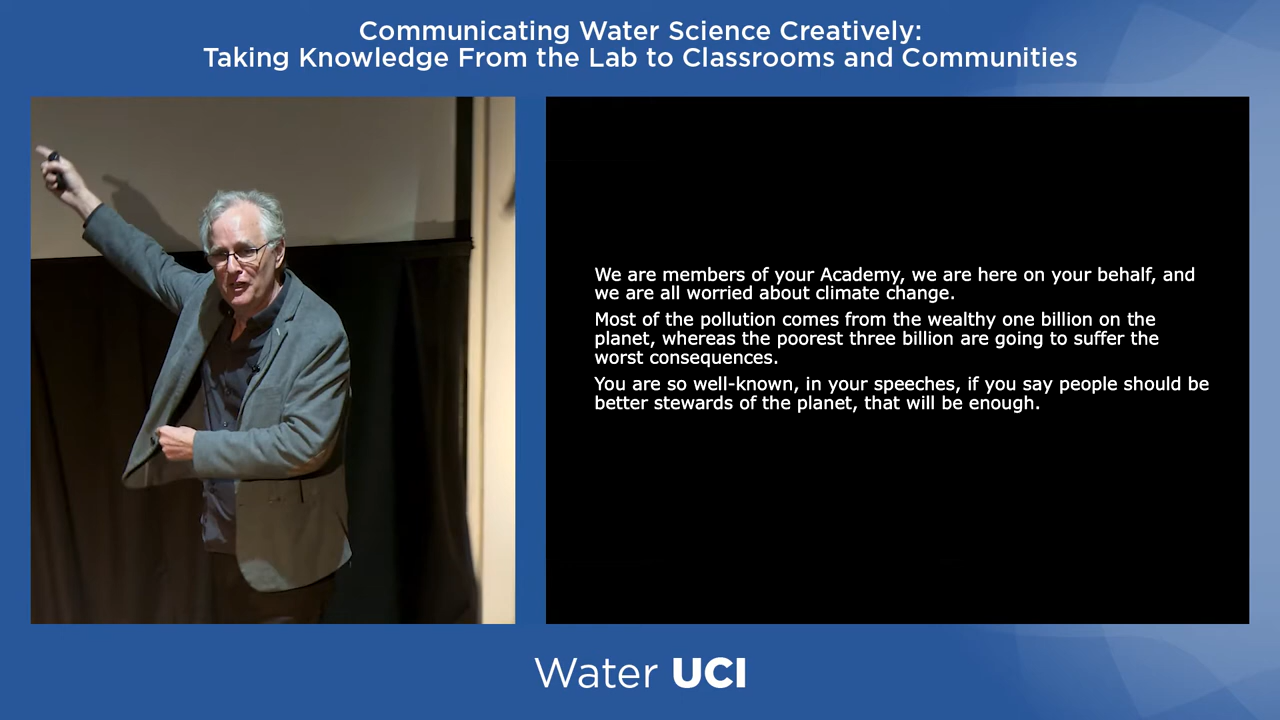 Communicating Water Science Creatively:
Taking Knowledge From the Lab to Classrooms and Communities
We are members of your Academy, we are here on your behalf, and
we are all worried about climate change.
Most of the pollution comes from the wealthy one billion on the
planet, whereas the poorest three billion are going to suffer the
worst consequences.
You are so well-known, in your speeches, if you say people should be
better stewards of the planet, that will be enough.
Water UCI